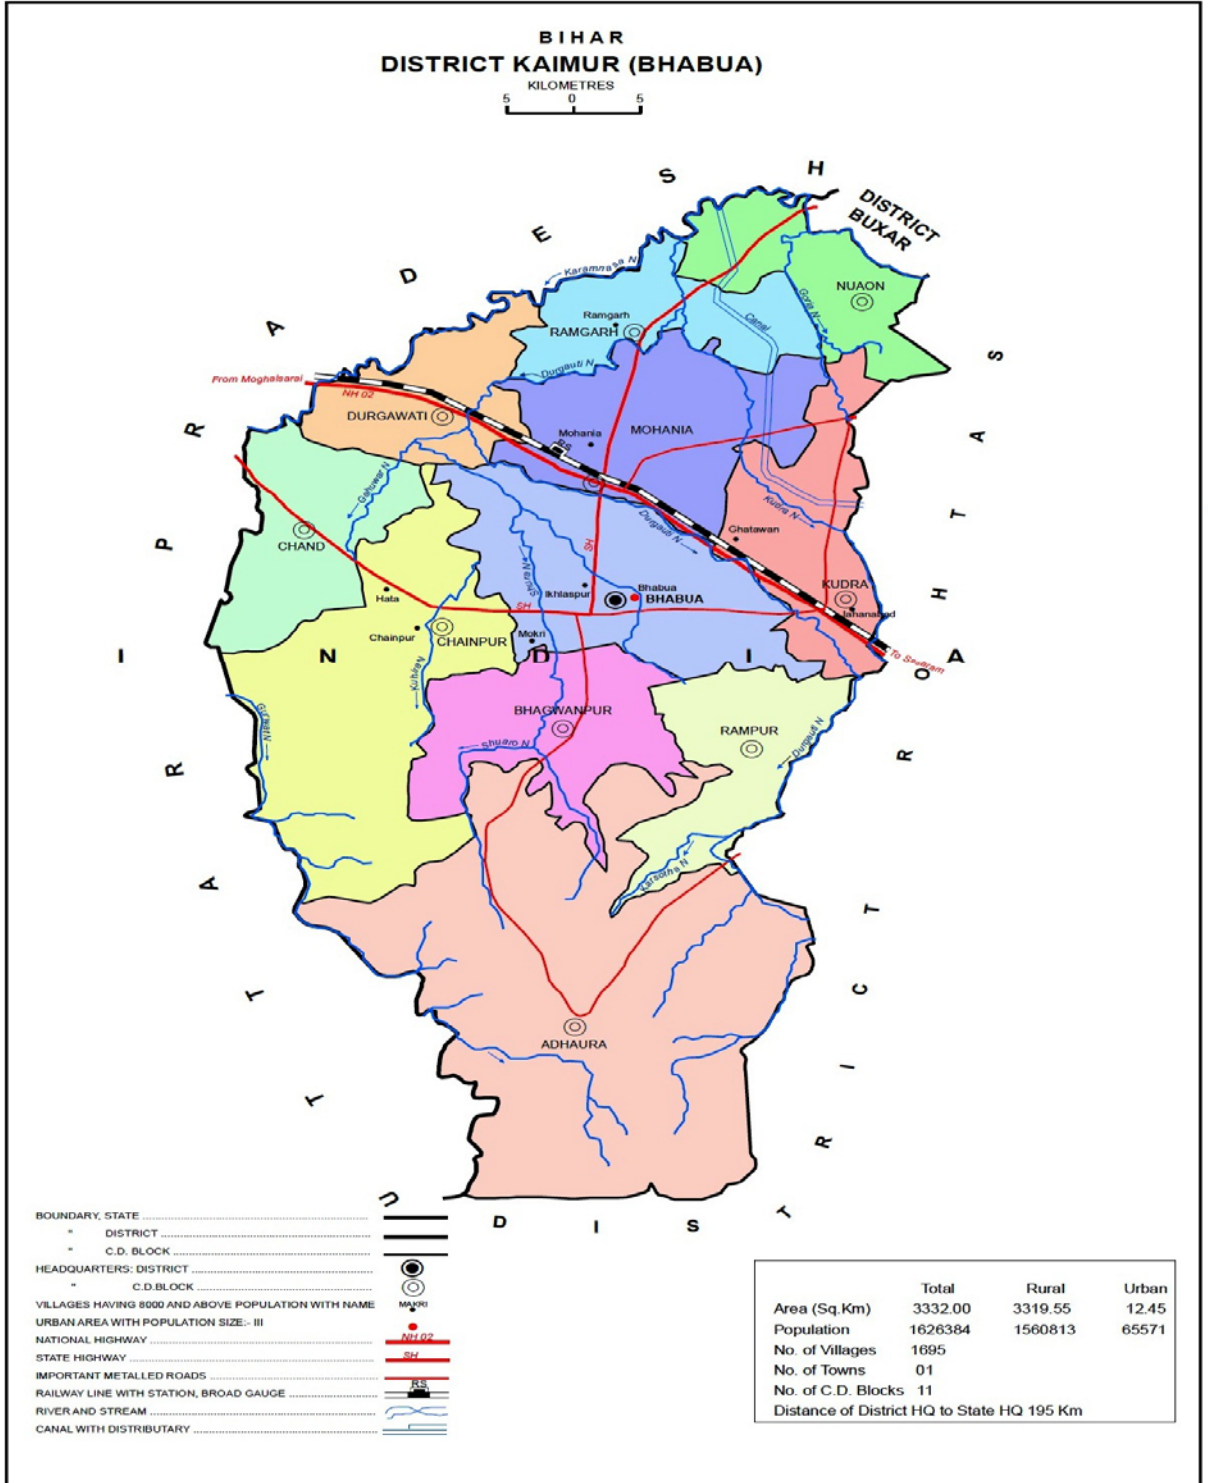 BIHAR
DISTRICT KAIMUR (BHABUA)
KILOMETRES
5 0 5
UTTAR PRADESH
DISTRICT
BUXAR
DISTRICT ROHTAS
INDIA
Karamnasa N
NUAON
Goria N
Ramgarh
RAMGARH
Canal
Durgauti N
From Moghalsarai
NH 02
DURGAWATI
Mohania
MOHANIA
RS
Gehuwar N
Kudra N
Durgauti N
Ghatawan
CHAND
SH
Shura N
Hata
Ikhlaspur
Bhabua
BHABUA
KUDRA
Jahanabad
SH
Chainpur
CHAINPUR
Mokri
To Sasaram
BHAGWANPUR
RAMPUR
Durgauti N
Shuaro N
Karsotha N
ADHAURA
BOUNDARY, STATE
" DISTRICT
" C.D. BLOCK
HEADQUARTERS: DISTRICT
" C.D.BLOCK
VILLAGES HAVING 8000 AND ABOVE POPULATION WITH NAME MAKRI
URBAN AREA WITH POPULATION SIZE:- III
NATIONAL HIGHWAY NH 02
STATE HIGHWAY SH
IMPORTANT METALLED ROADS
RAILWAY LINE WITH STATION, BROAD GAUGE RS
RIVER AND STREAM
CANAL WITH DISTRIBUTARY
Total Rural Urban
Area (Sq.Km) 3332.00 3319.55 12.45
Population 1626384 1560813 65571
No. of Villages 1695
No. of Towns 01
No. of C.D. Blocks 11
Distance of District HQ to State HQ 195 Km